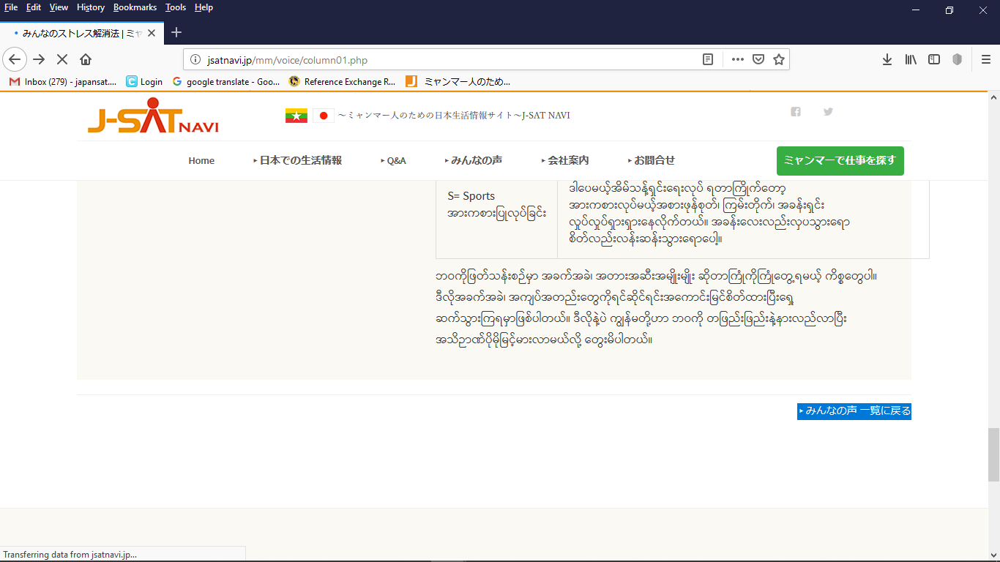 File Edit View History Bookmarks Tools Help
みんなのストレス解消法 | ミャ
jsatnavi.jp/mm/voice/column01.php
Inbox (279) - japansat.... Login google translate - Goo... Reference Exchange R... ミャンマー人のため...
J-SAT NAVI ～ミャンマー人のための日本生活情報サイト～J-SAT NAVI
Home 日本での生活情報 Q&A みんなの声 会社案内 お問合せ ミャンマーで仕事を探す
S= Sports
အားကစားပြုလုပ်ခြင်း
ဒါပေမယ့်အိမ်သန့်ရှင်းရေးလုပ် ရတာကြိုက်တော့
အားကစားလုပ်မယ့်အစားဖုန်စုတ်၊ ကြမ်းတိုက်၊ အခန်းရှင်း
လှုပ်လှုပ်ရှားရှားနေလိုက်တယ်။ အခန်းလေးလည်းလှပသွားရော
စိတ်လည်းလန်းဆန်းသွားရောပေါ့။
ဘဝကိုဖြတ်သန်းစဉ်မှာ အခက်အခဲ၊ အတားအဆီးအမျိုးမျိုး ဆိုတာကြုံကိုကြုံတွေ့ရမယ့် ကိစ္စတွေပါ။
ဒီလိုအခက်အခဲ၊ အကျပ်အတည်းတွေကိုရင်ဆိုင်ရင်းအကောင်းမြင်စိတ်ထားပြီးရှေ့
ဆက်သွားကြရမှာဖြစ်ပါတယ်။ ဒီလိုနဲ့ပဲ ကျွန်မတို့ဟာ ဘဝကို တဖြည်းဖြည်းနဲ့နားလည်လာပြီး
အသိဉာဏ်ပိုမိုမြင့်မားလာမယ်လို့ တွေးမိပါတယ်။
みんなの声 一覧に戻る
Transferring data from jsatnavi.jp...